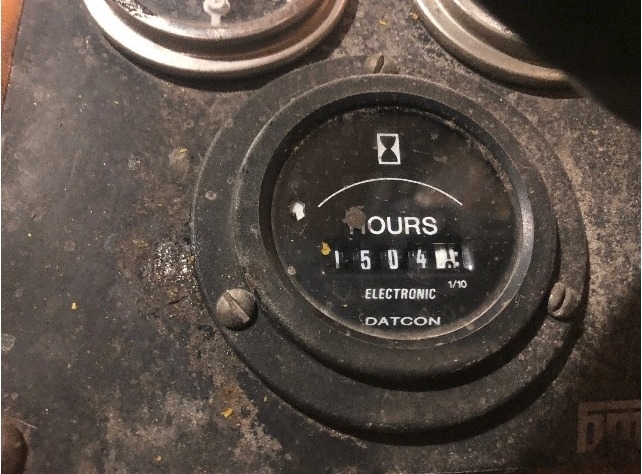 HOURS
1504
1/10
ELECTRONIC
DATCON